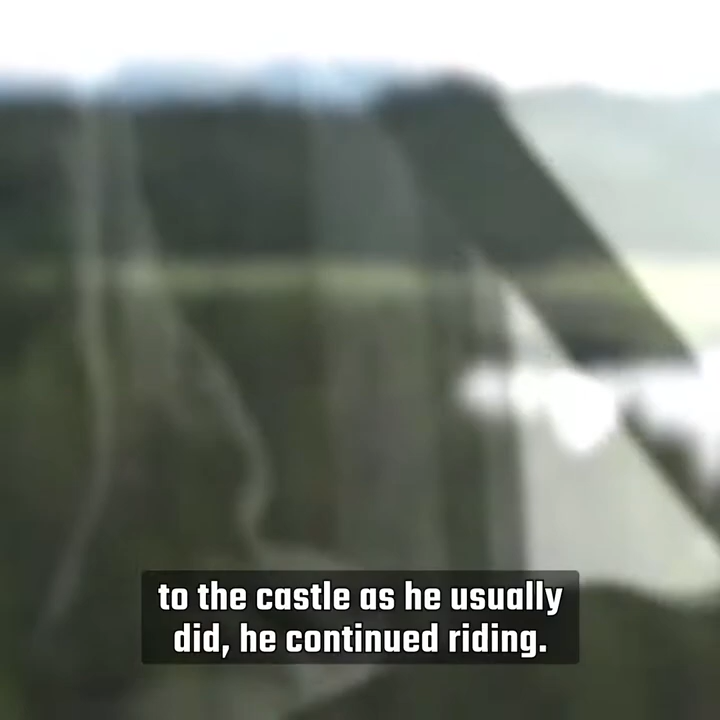 to the castle as he usually
did, he continued riding.